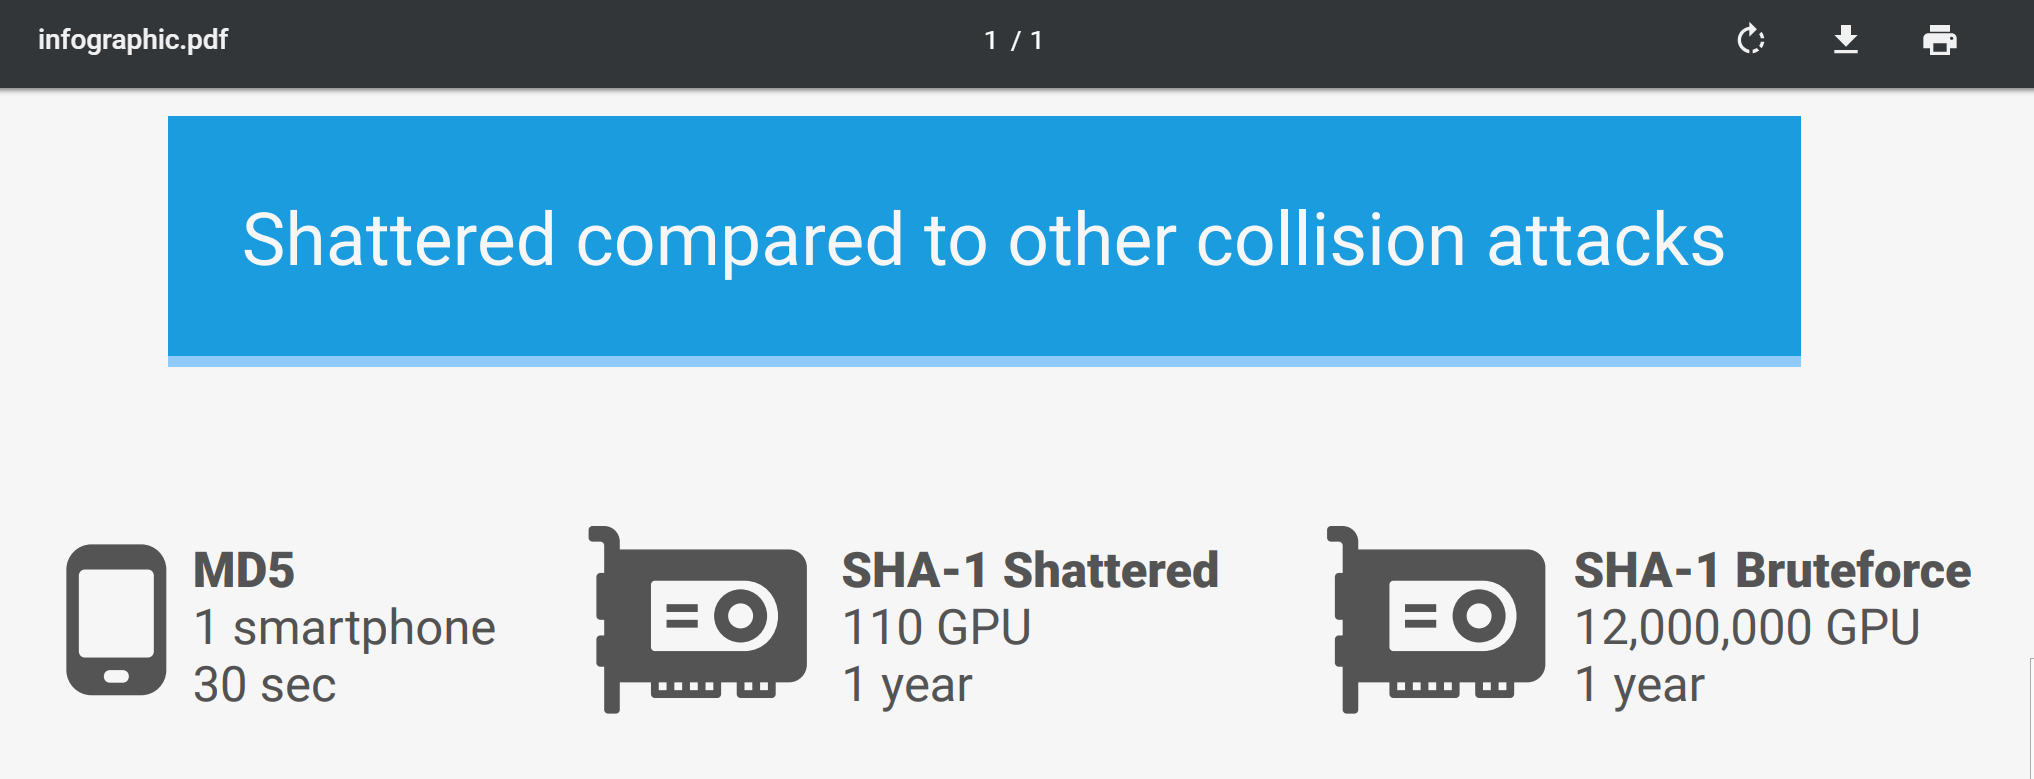 infographic.pdf
1 / 1
Shattered compared to other collision attacks
MD5
1 smartphone
30 sec
SHA-1 Shattered
110 GPU
1 year
SHA-1 Bruteforce
12,000,000 GPU
1 year